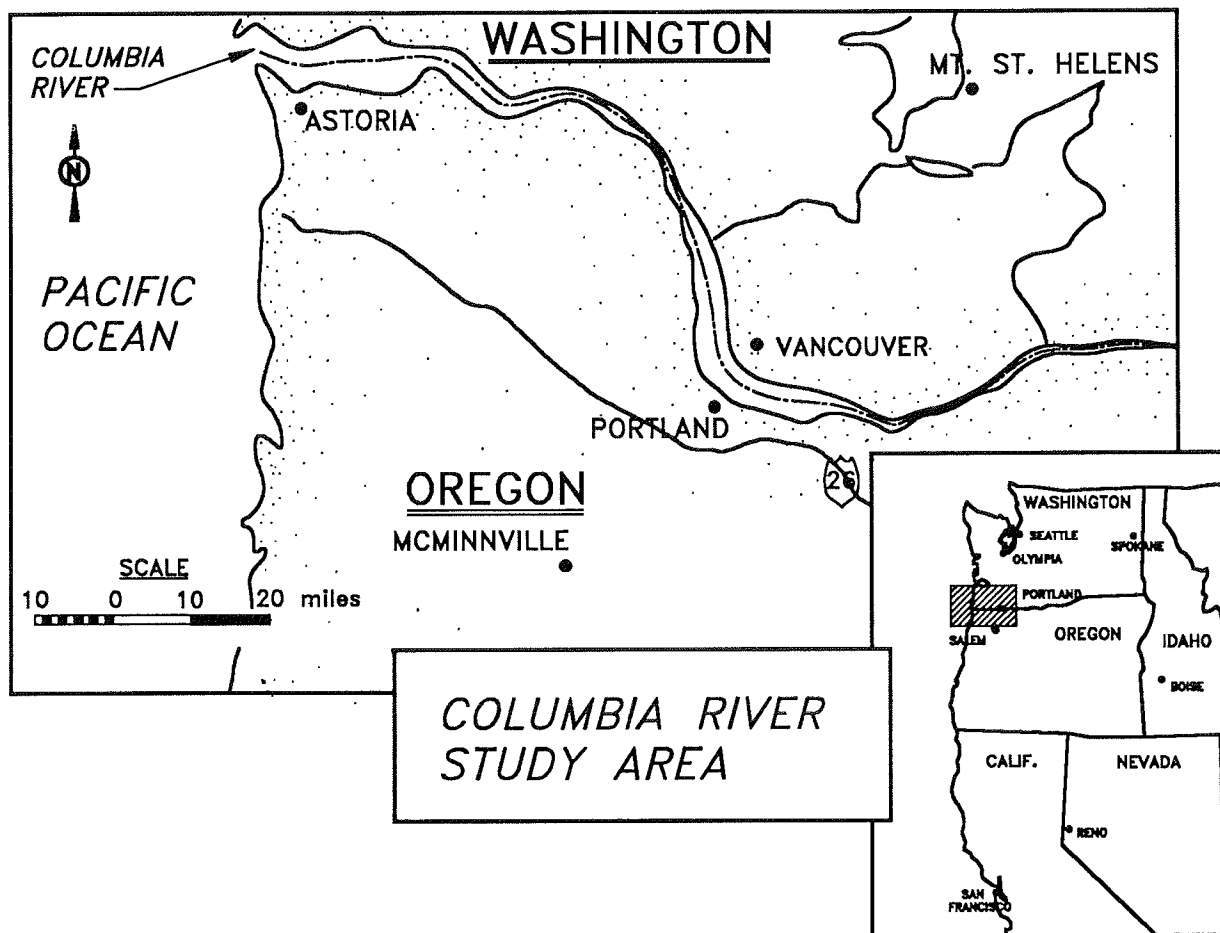 WASHINGTON
COLUMBIA
RIVER
MT. ST. HELENS
ASTORIA
N
PACIFIC
OCEAN
VANCOUVER
PORTLAND
26
OREGON
MCMINNVILLE
SCALE
10 0 10 20 miles
COLUMBIA RIVER
STUDY AREA
WASHINGTON
SEATTLE
SPOKANE
OLYMPIA
PORTLAND
SALEM
OREGON
IDAHO
BOISE
CALIF.
NEVADA
RENO
SAN
FRANCISCO